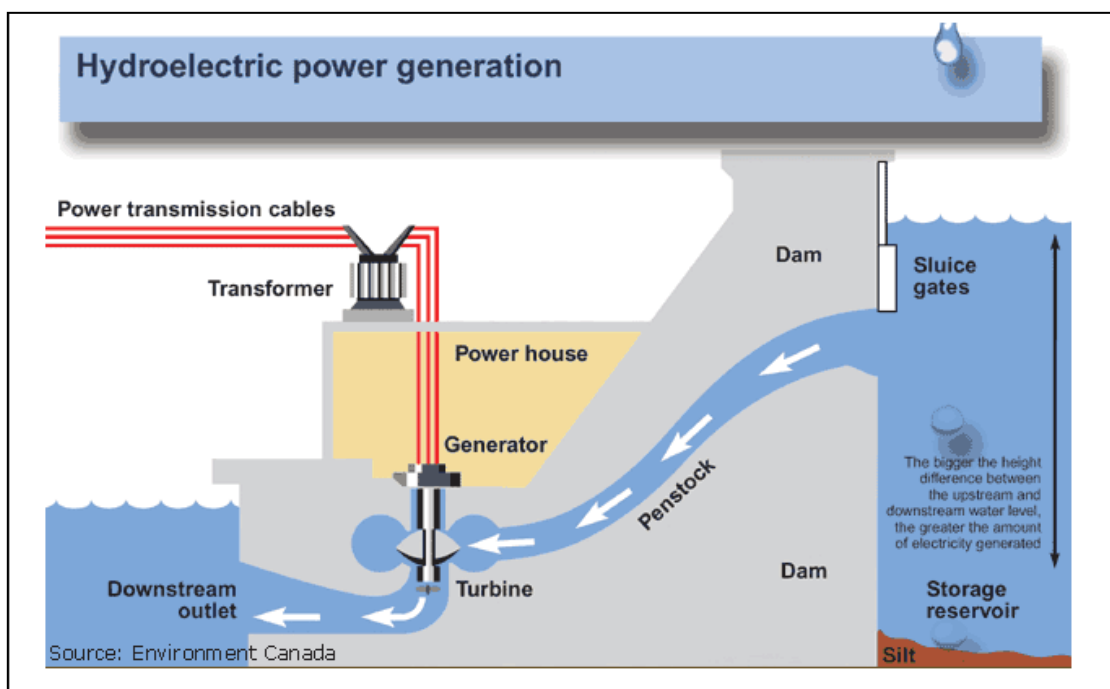 Hydroelectric power generation
Power transmission cables
Transformer
Dam
Sluice
gates
Power house
Generator
Penstock
The bigger the height
difference between
the upstream and
downstream water level,
the greater the amount
of electricity generated
Turbine
Dam
Downstream
outlet
Storage
reservoir
Source: Environment Canada
Silt